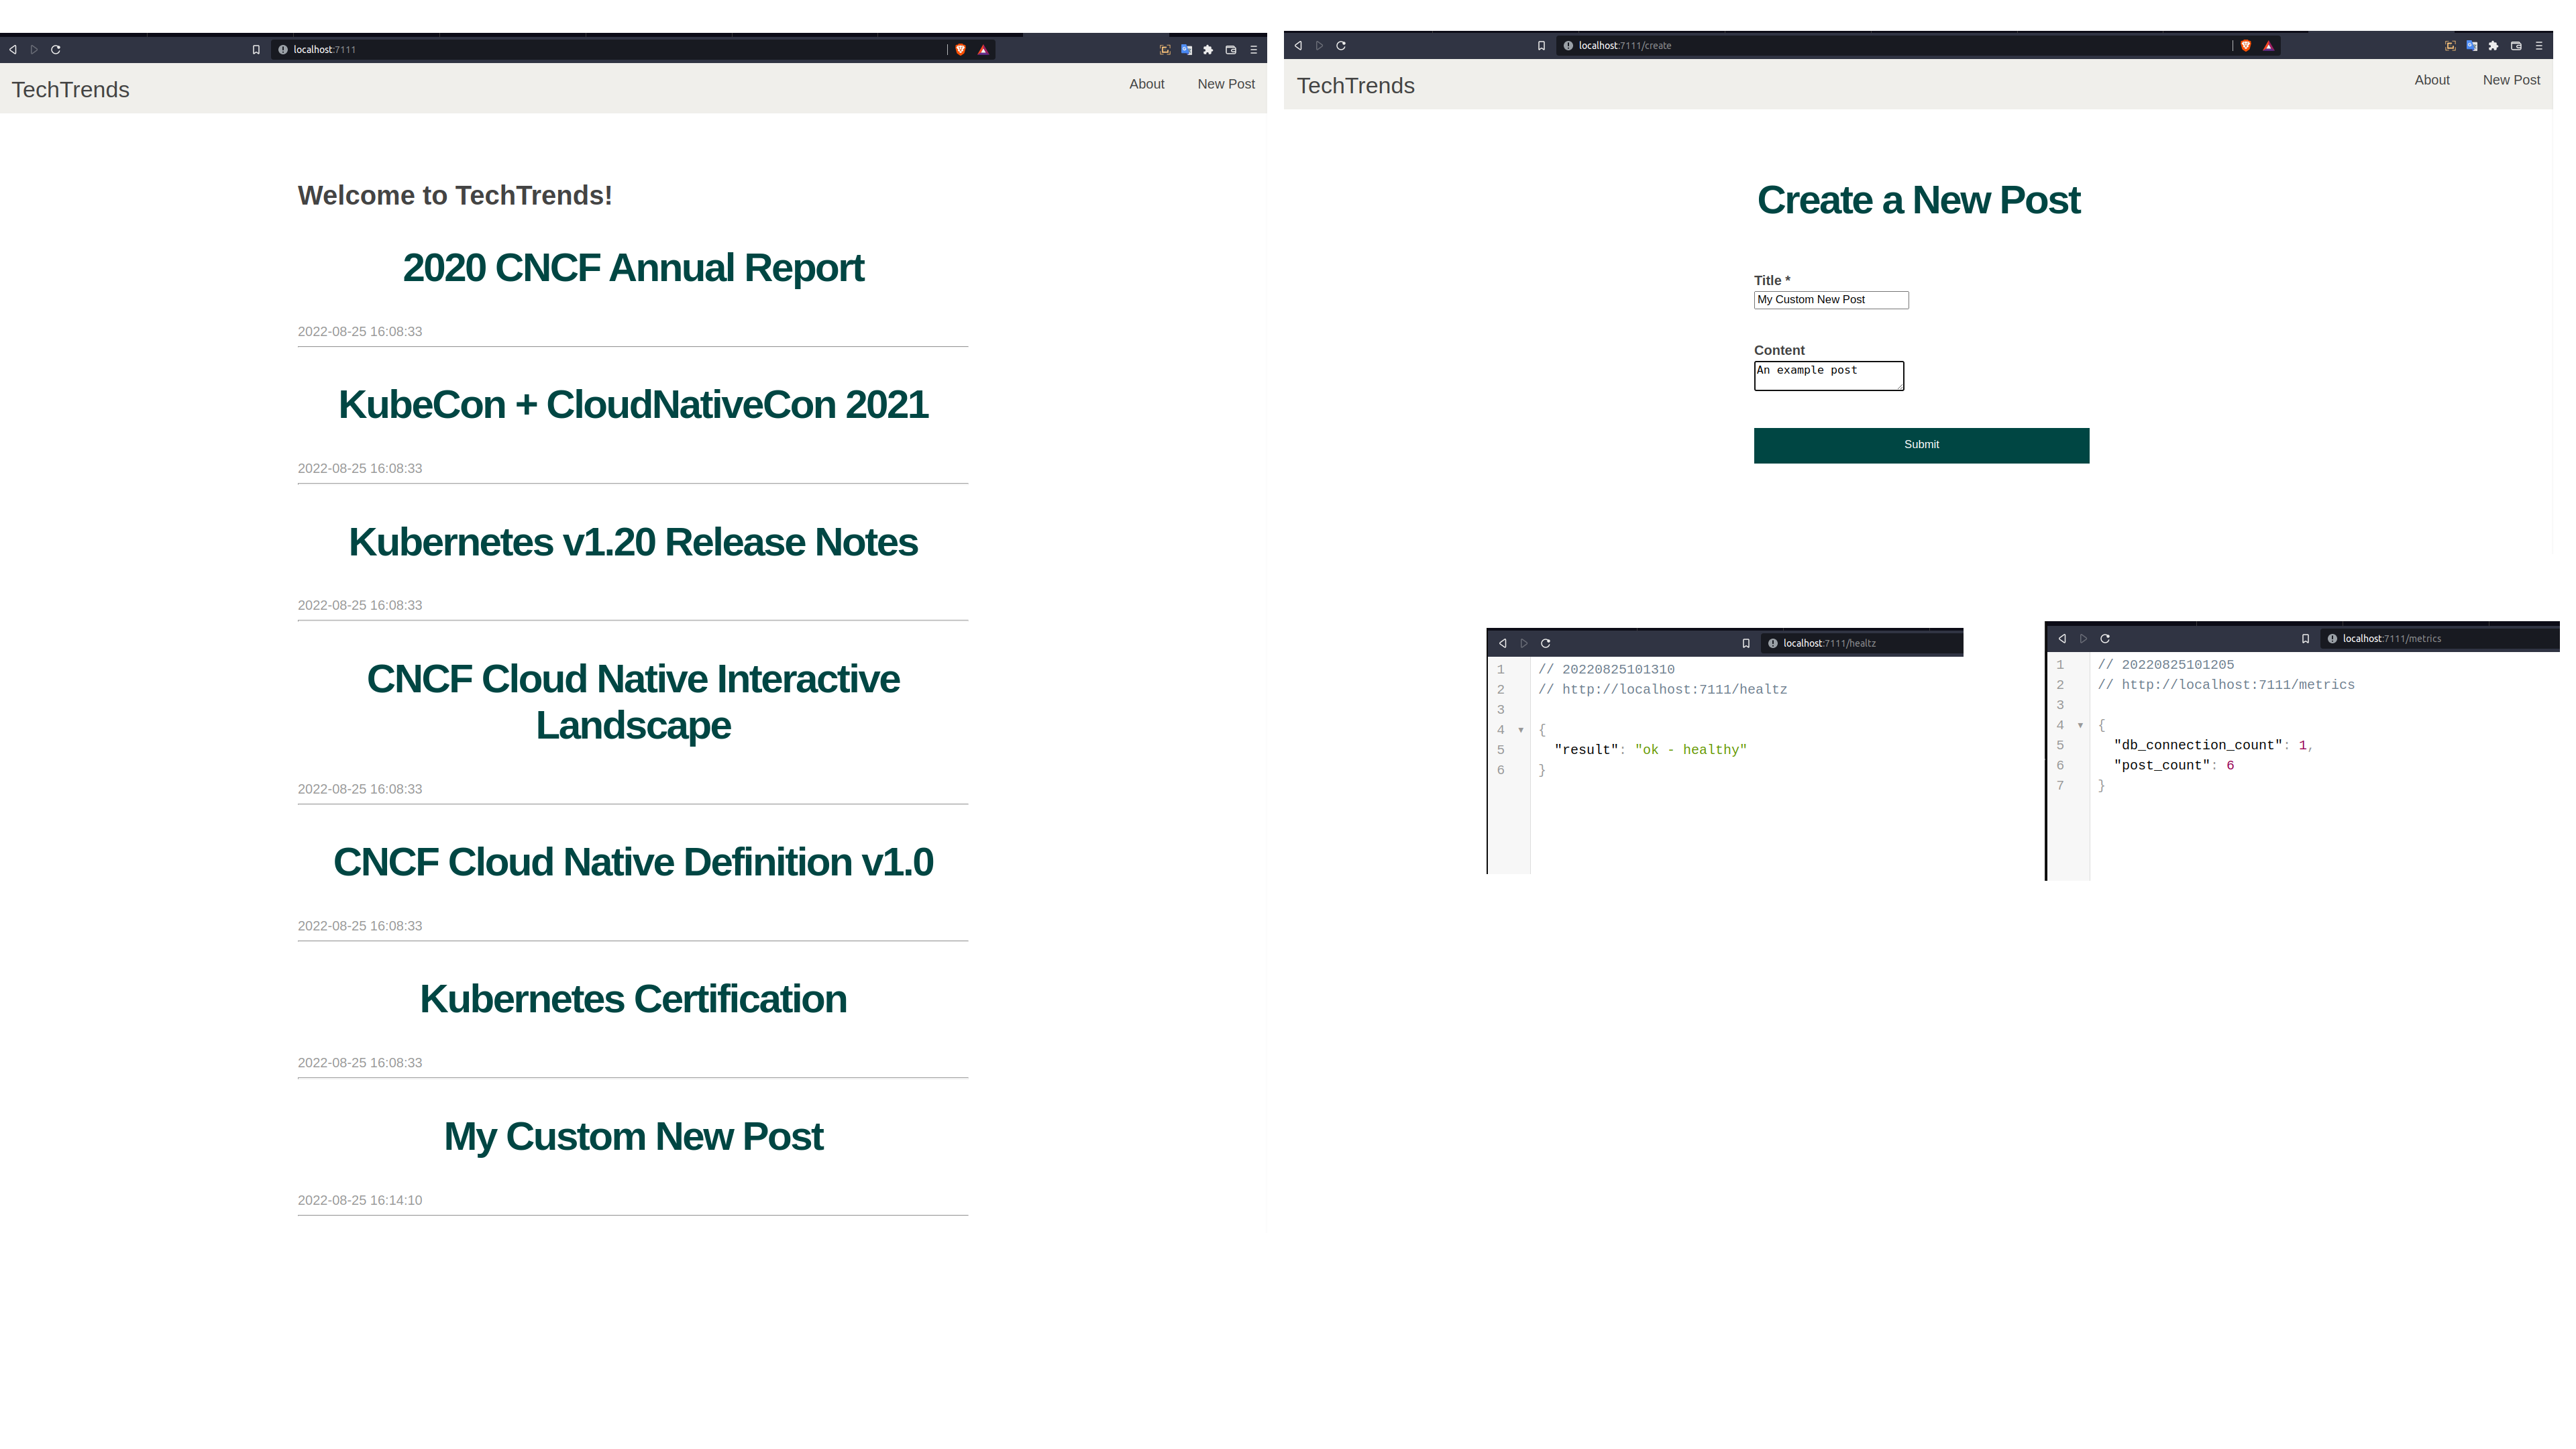 localhost:7111
TechTrends
About
New Post
Welcome to TechTrends!
2020 CNCF Annual Report
2022-08-25 16:08:33
KubeCon + CloudNativeCon 2021
2022-08-25 16:08:33
Kubernetes v1.20 Release Notes
2022-08-25 16:08:33
CNCF Cloud Native Interactive
Landscape
2022-08-25 16:08:33
CNCF Cloud Native Definition v1.0
2022-08-25 16:08:33
Kubernetes Certification
2022-08-25 16:08:33
My Custom New Post
2022-08-25 16:14:10
localhost:7111/create
TechTrends
About
New Post
Create a New Post
Title *
My Custom New Post
Content
An example post
Submit
localhost:7111/healtz
1 // 20220825101310
2 // http://localhost:7111/healtz
3
4 {
5 "result": "ok - healthy"
6 }
localhost:7111/metrics
1 // 20220825101205
2 // http://localhost:7111/metrics
3
4 {
5 "db_connection_count": 1,
6 "post_count": 6
7 }